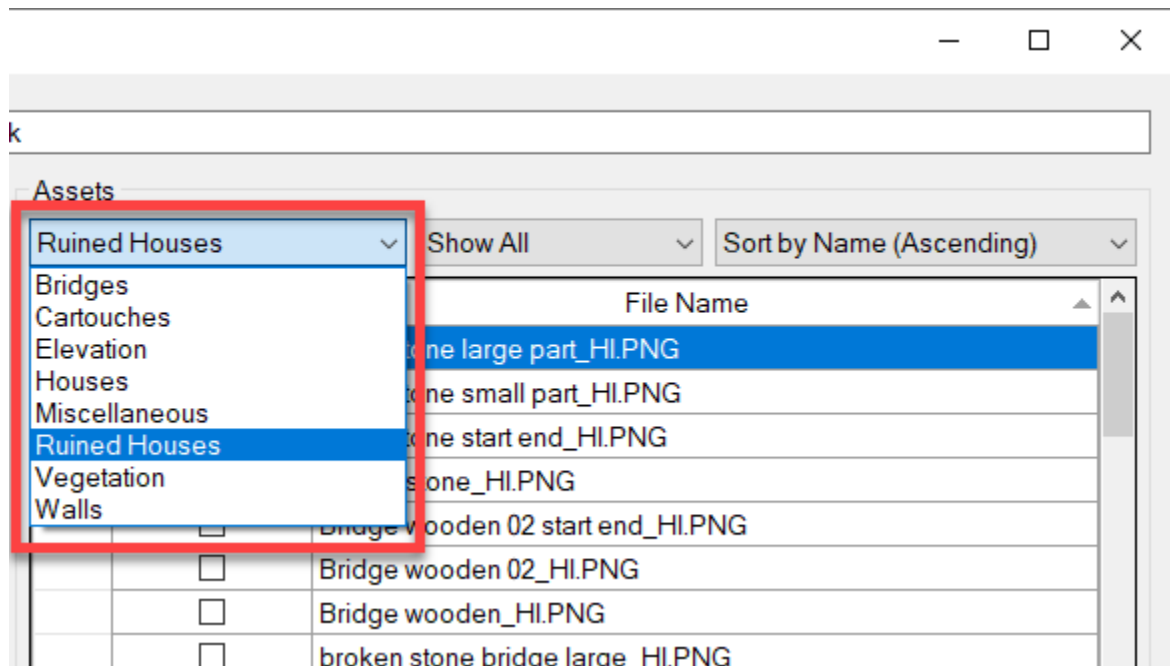 k
Assets
Ruined Houses Show All Sort by Name (Ascending)
Bridges
Cartouches
Elevation
Houses
Miscellaneous
Ruined Houses
Vegetation
Walls
File Name
one large part_HI.PNG
one small part_HI.PNG
one start end_HI.PNG
stone_HI.PNG
Bridge wooden 02 start end_HI.PNG
Bridge wooden 02_HI.PNG
Bridge wooden_HI.PNG
broken stone bridge large_HI.PNG